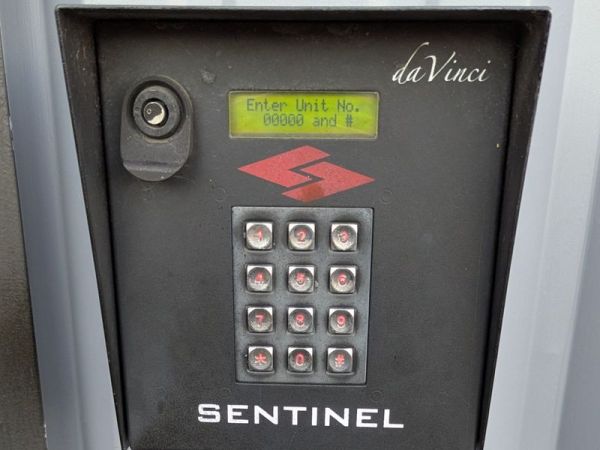 daVinci
Enter Unit No.
00000 and #
1 2 3
4 5 6
7 8 9
* 0 #
SENTINEL